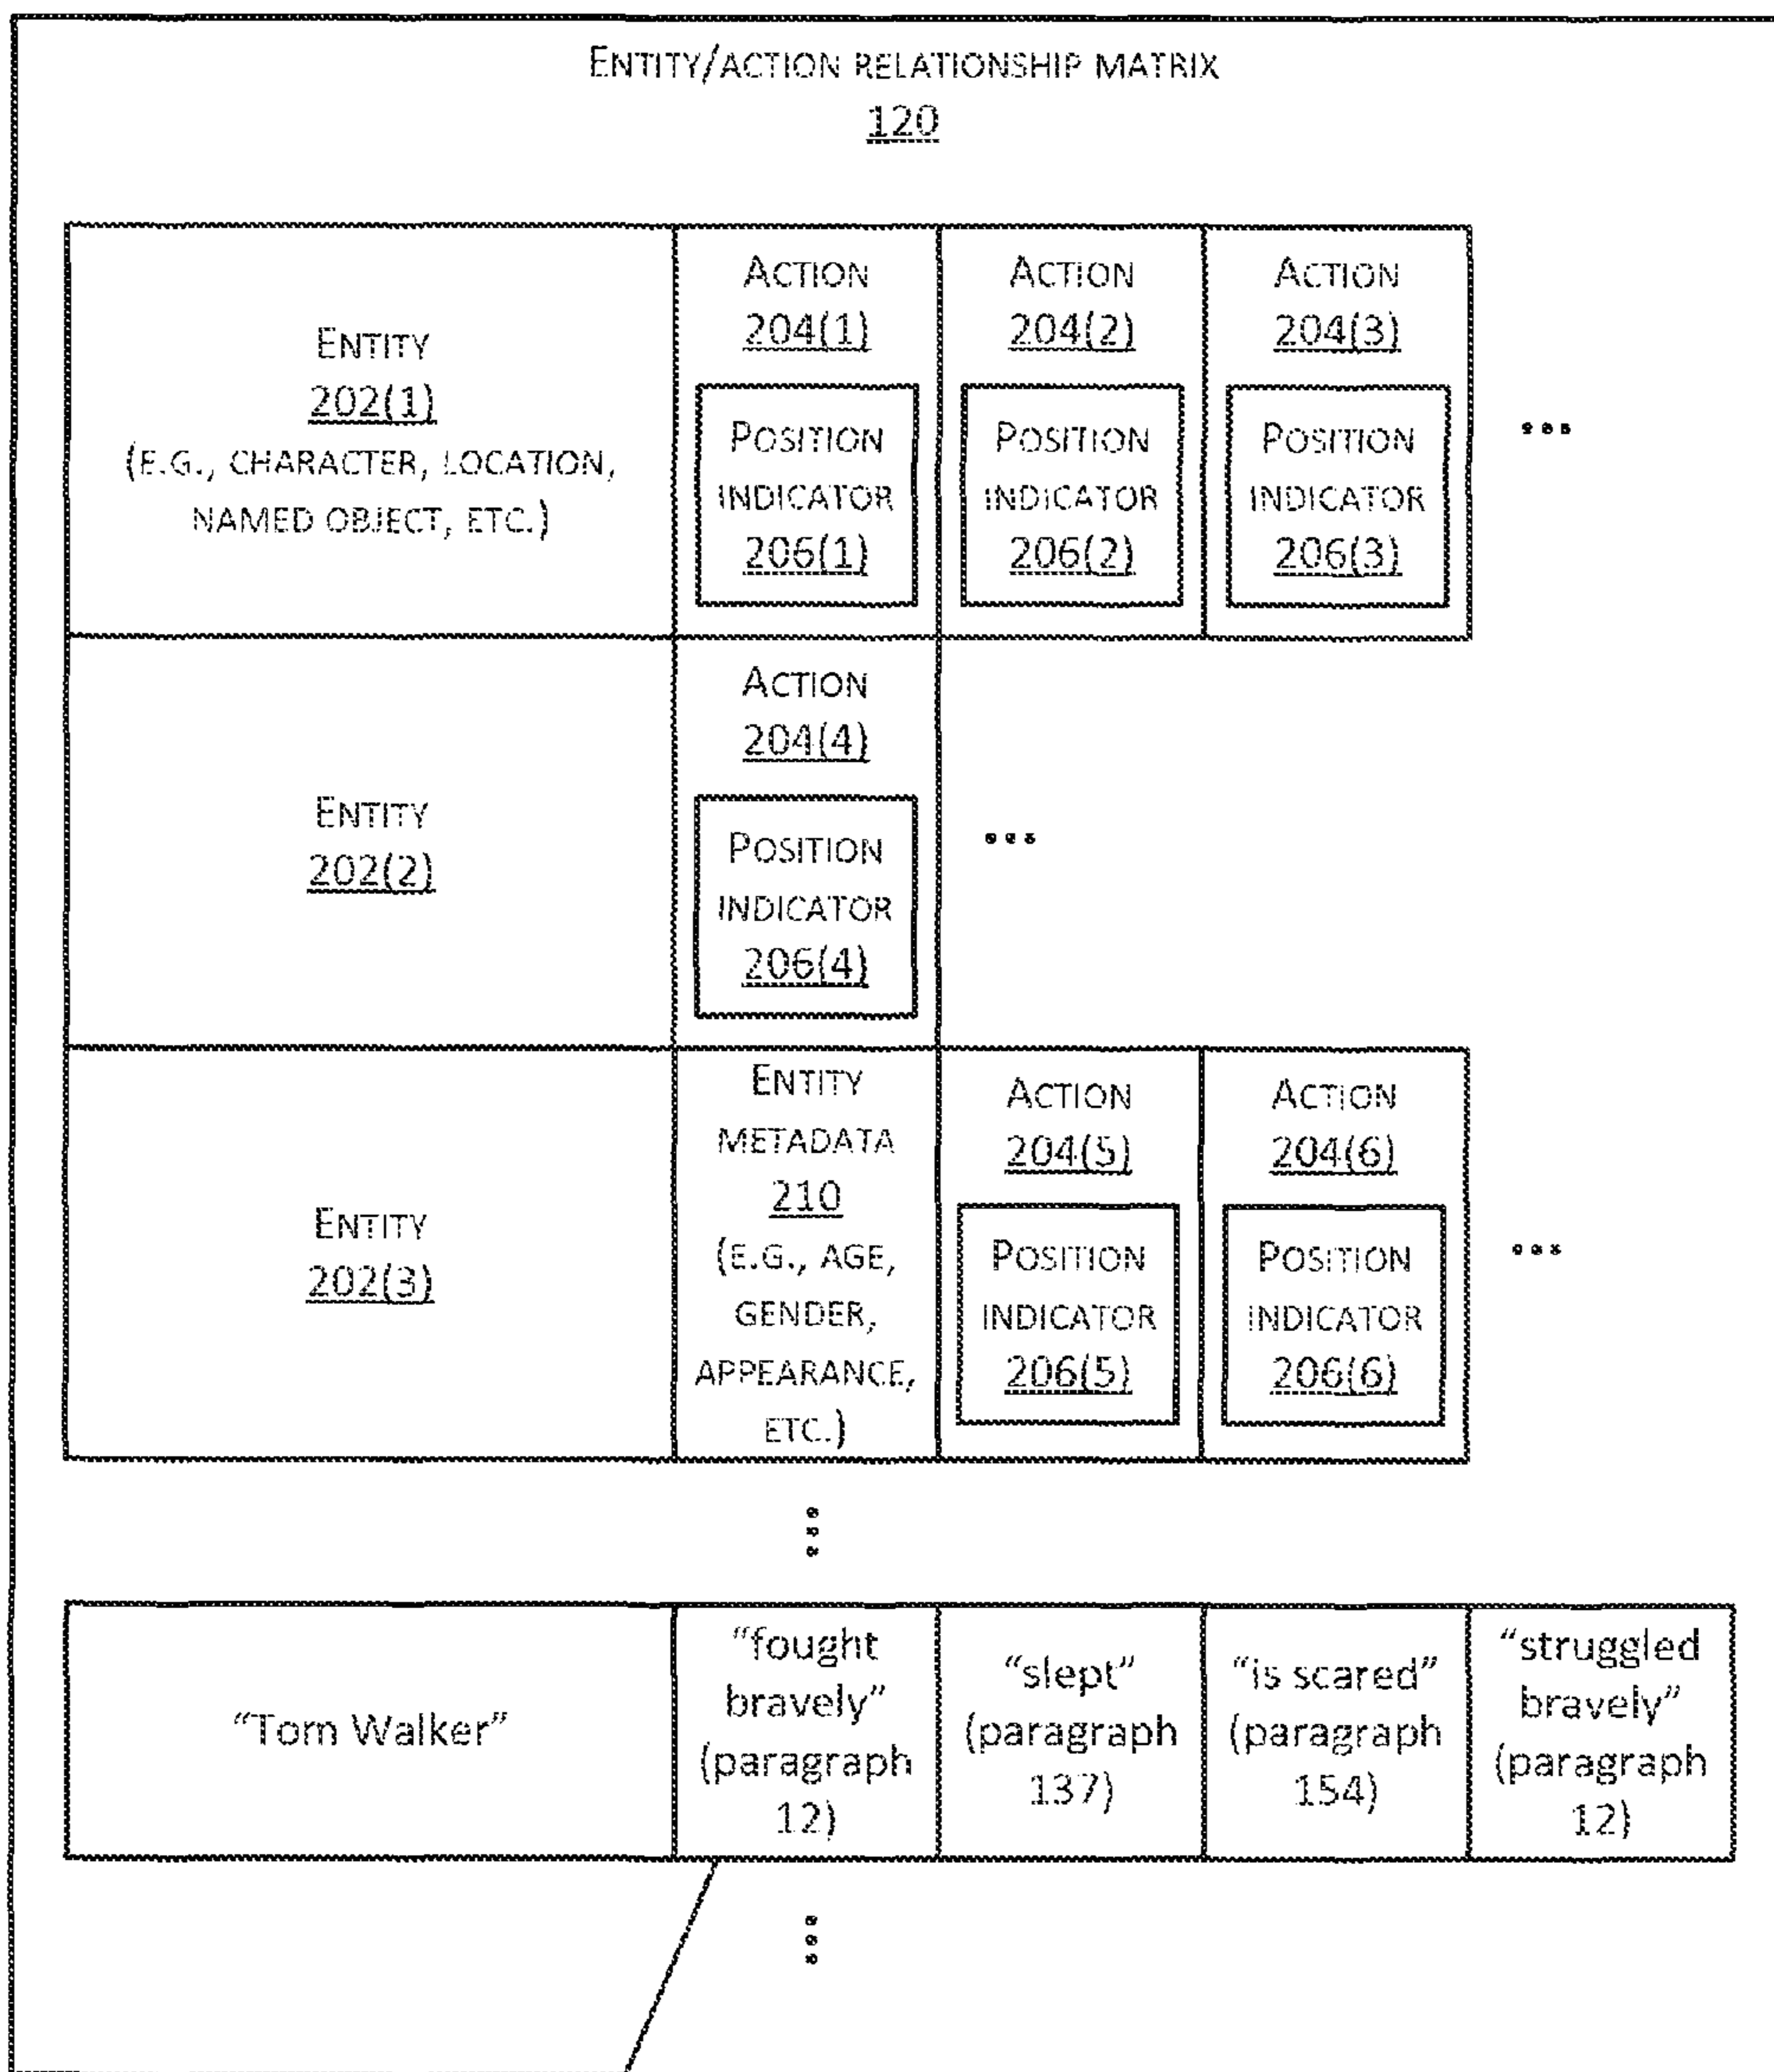 ENTITY/ACTION RELATIONSHIP MATRIX
120
ENTITY
202(1)
(E.G., CHARACTER, LOCATION,
NAMED OBJECT, ETC.)
ACTION
204(1)
POSITION
INDICATOR
206(1)
ACTION
204(2)
POSITION
INDICATOR
206(2)
ACTION
204(3)
POSITION
INDICATOR
206(3)
...
ENTITY
202(2)
ACTION
204(4)
POSITION
INDICATOR
206(4)
...
ENTITY
202(3)
ENTITY
METADATA
210
(E.G., AGE,
GENDER,
APPEARANCE,
ETC.)
ACTION
204(5)
POSITION
INDICATOR
206(5)
ACTION
204(6)
POSITION
INDICATOR
206(6)
...
...
“Tom Walker”
“fought
bravely”
(paragraph
12)
“slept”
(paragraph
137)
“is scared”
(paragraph
154)
“struggled
bravely”
(paragraph
12)
...